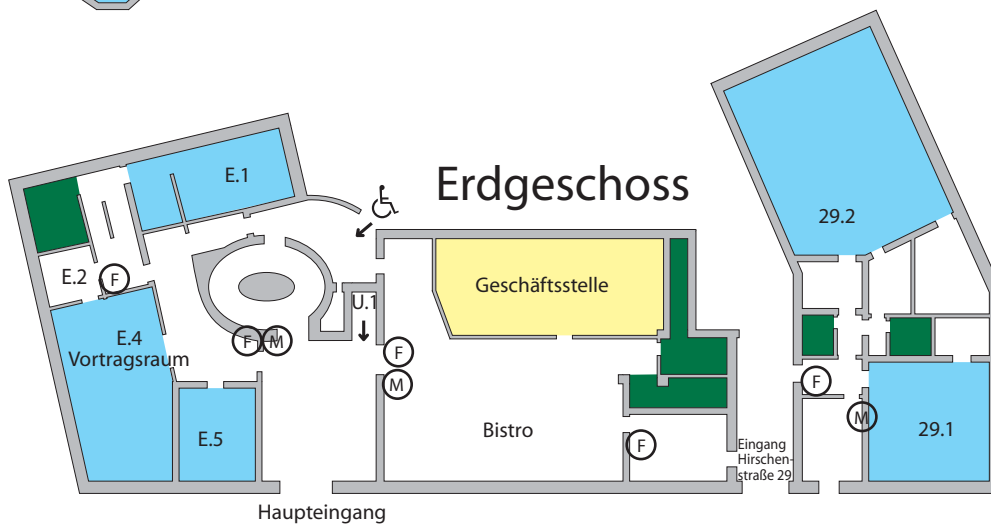 Erdgeschoss
E.1
29.2
E.2
F
Geschäftsstelle
U.1
E.4
Vortragsraum
F
M
F
M
F
M
E.5
Bistro
F
29.1
Eingang
Hirschen-
straße 29
Haupteingang